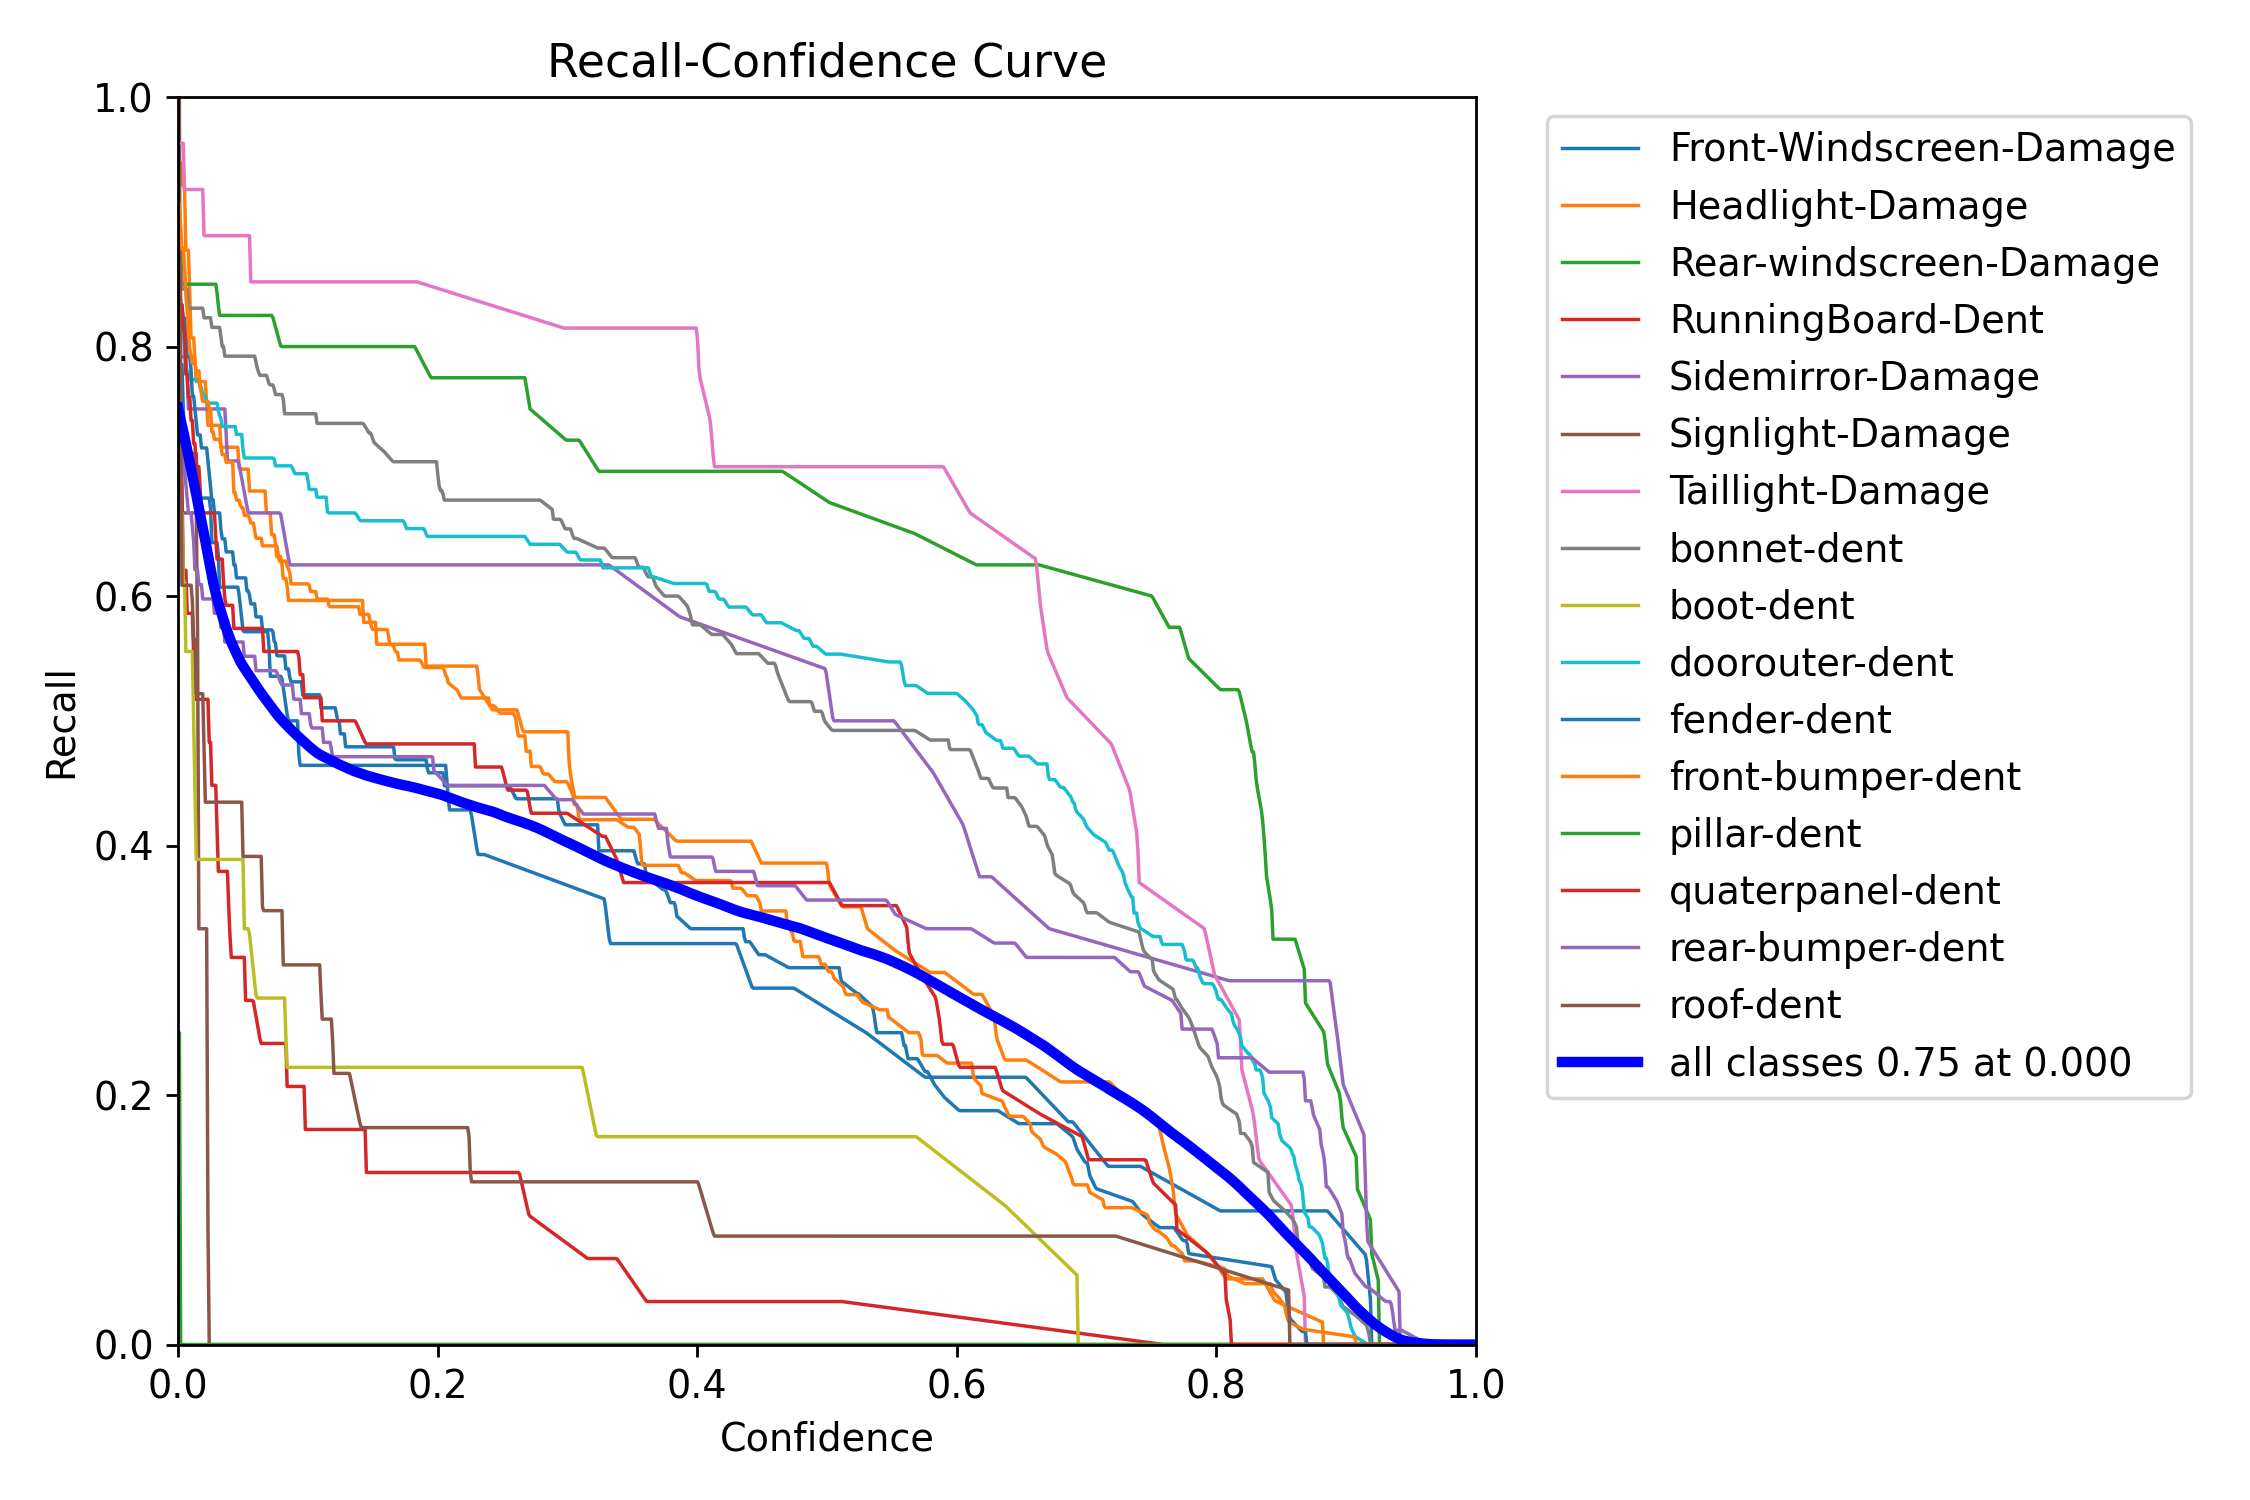 Recall-Confidence Curve
1.0
0.8
0.6
0.4
0.2
0.0
Recall
0.0 0.2 0.4 0.6 0.8 1.0
Confidence
Front-Windscreen-Damage
Headlight-Damage
Rear-windscreen-Damage
RunningBoard-Dent
Sidemirror-Damage
Signlight-Damage
Taillight-Damage
bonnet-dent
boot-dent
doorouter-dent
fender-dent
front-bumper-dent
pillar-dent
quaterpanel-dent
rear-bumper-dent
roof-dent
all classes 0.75 at 0.000